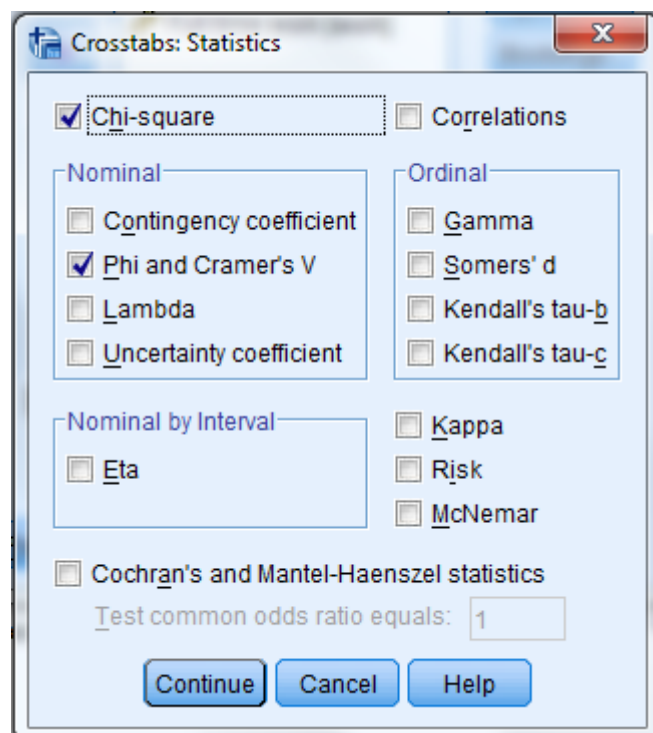 Crosstabs: Statistics
Chi-square
Correlations
Nominal
Contingency coefficient
Phi and Cramer's V
Lambda
Uncertainty coefficient
Ordinal
Gamma
Somers' d
Kendall's tau-b
Kendall's tau-c
Nominal by Interval
Eta
Kappa
Risk
McNemar
Cochran's and Mantel-Haenszel statistics
Test common odds ratio equals: 1
Continue Cancel Help